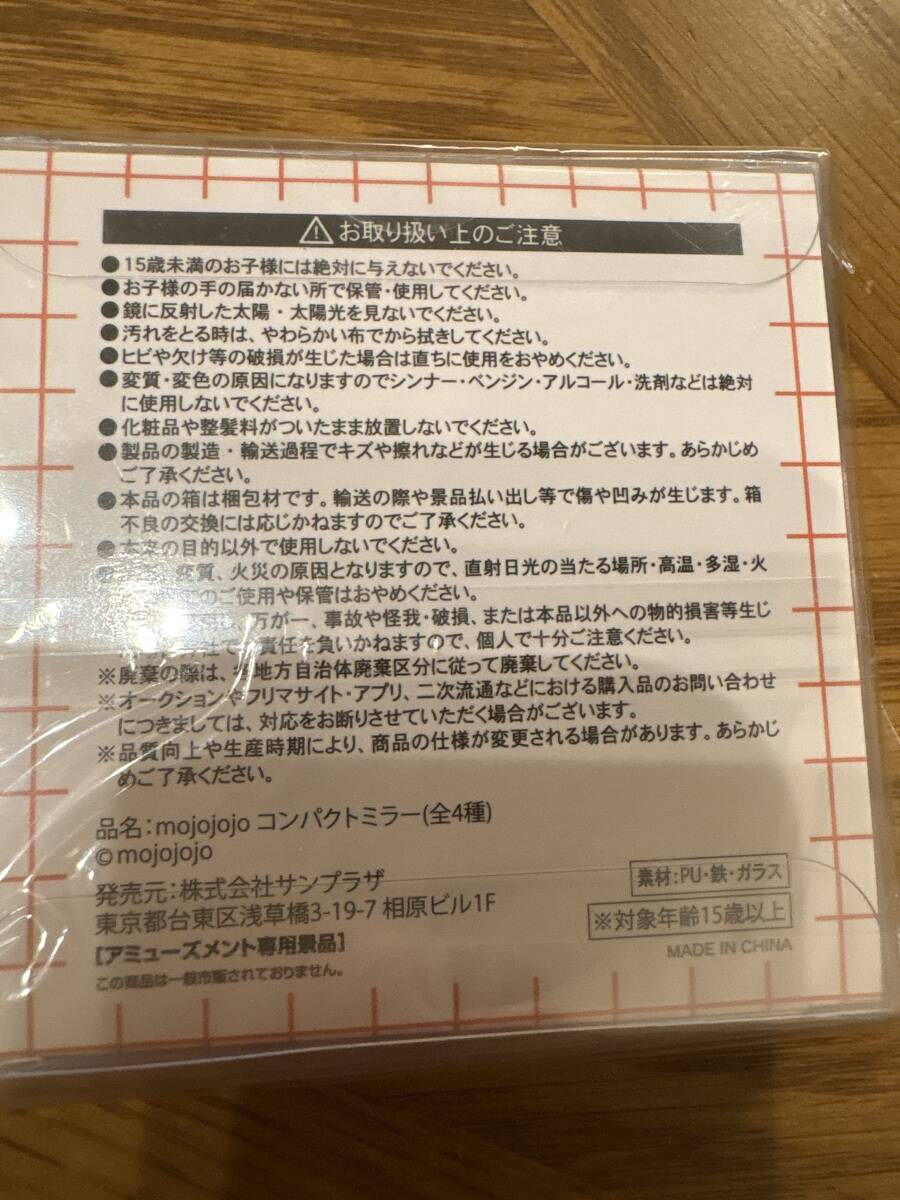 ⚠お取り扱い上のご注意
●15歳未満のお子様には絶対に与えないでください。
●お子様の手の届かない所で保管・使用してください。
●鏡に反射した太陽・太陽光を見ないでください。
●汚れをとる時は、やわらかい布でから拭きしてください。
●ヒビや欠け等の破損が生じた場合は直ちに使用をおやめください。
●変質・変色の原因になりますのでシンナー・ベンジン・アルコール・洗剤などは絶対
に使用しないでください。
●化粧品や整髪料がついたまま放置しないでください。
●製品の製造・輸送過程でキズや擦れなどが生じる場合がございます。あらかじめ
ご了承ください。
●本品の箱は梱包材です。輸送の際や景品払い出し等で傷や凹みが生じます。箱
不良の交換には応じかねますのでご了承ください。
●本来の目的以外で使用しないでください。
変質、火災の原因となりますので、直射日光の当たる場所・高温・多湿・火
のご使用や保管はおやめください。
万が一、事故や怪我・破損、または本品以外への物的損害等生じ
責任を負いかねますので、個人で十分ご注意ください。
※廃棄の際は、各地方自治体廃棄区分に従って廃棄してください。
※オークションやフリマサイト・アプリ、二次流通などにおける購入品のお問い合わせ
につきましては、対応をお断りさせていただく場合がございます。
※品質向上や生産時期により、商品の仕様が変更される場合があります。あらかじ
めご了承ください。
品名：mojojojo コンパクトミラー(全4種)
©mojojojo
発売元：株式会社サンプラザ
東京都台東区浅草橋3-19-7 相原ビル1F
[アミューズメント専用景品]
この商品は一般市販されておりません。
素材：PU・鉄・ガラス
※対象年齢15歳以上
MADE IN CHINA